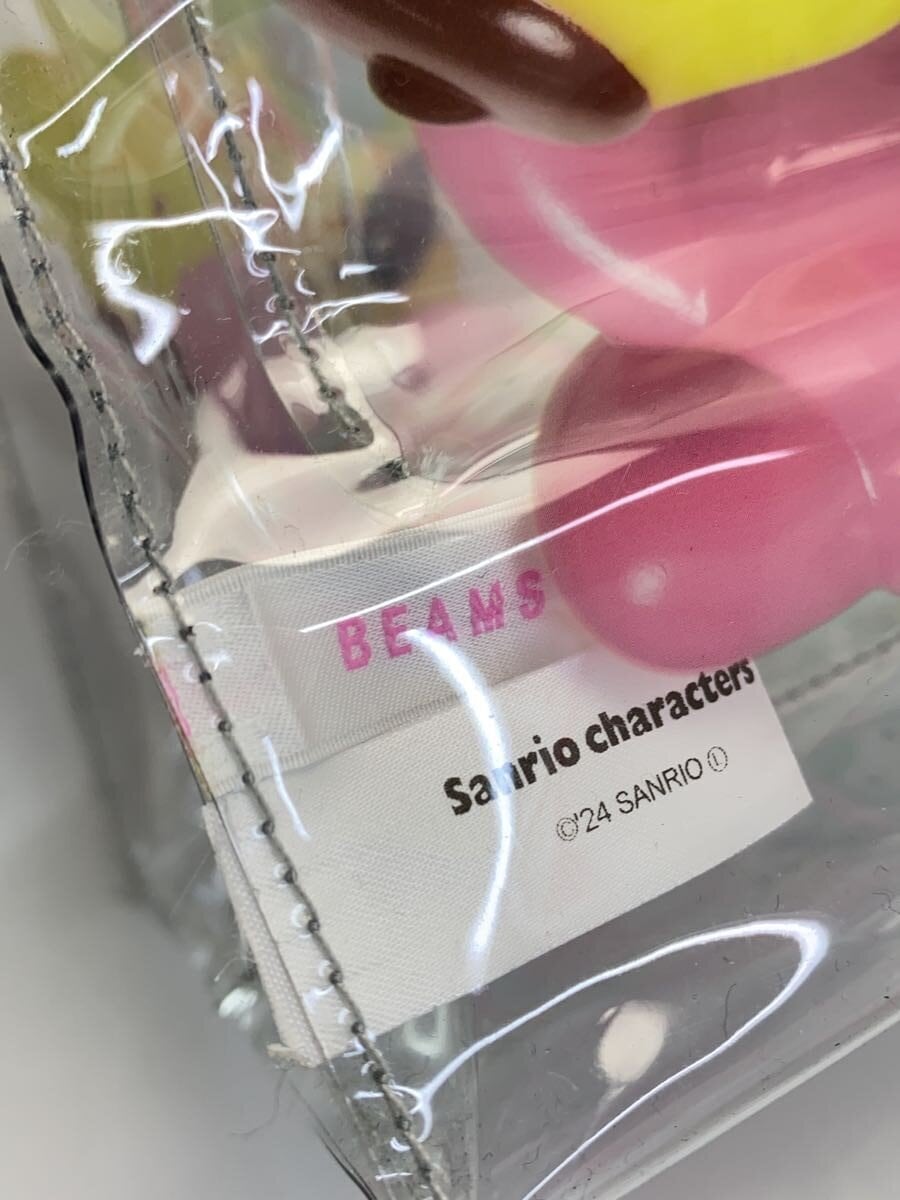 BEAMS
Sanrio characters
©'24 SANRIO Ⓛ